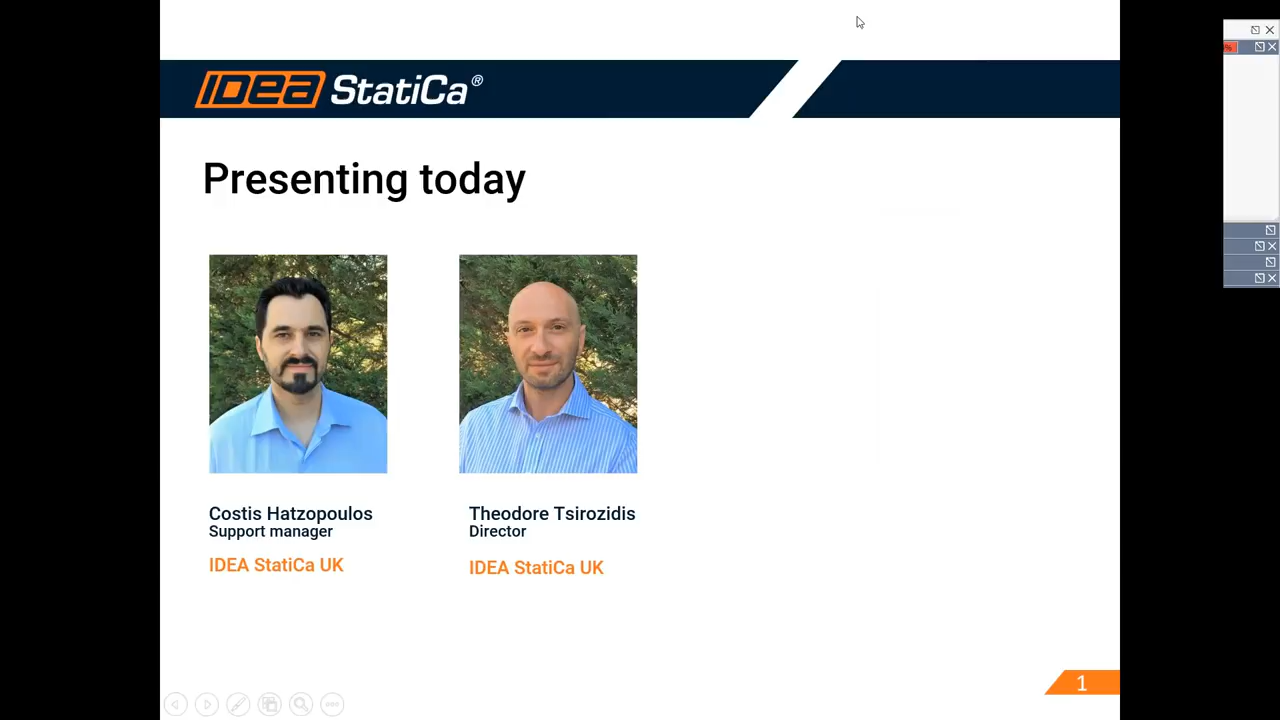 IDEA StatiCa®
Presenting today
Costis Hatzopoulos
Support manager
IDEA StatiCa UK
Theodore Tsirozidis
Director
IDEA StatiCa UK
1
%